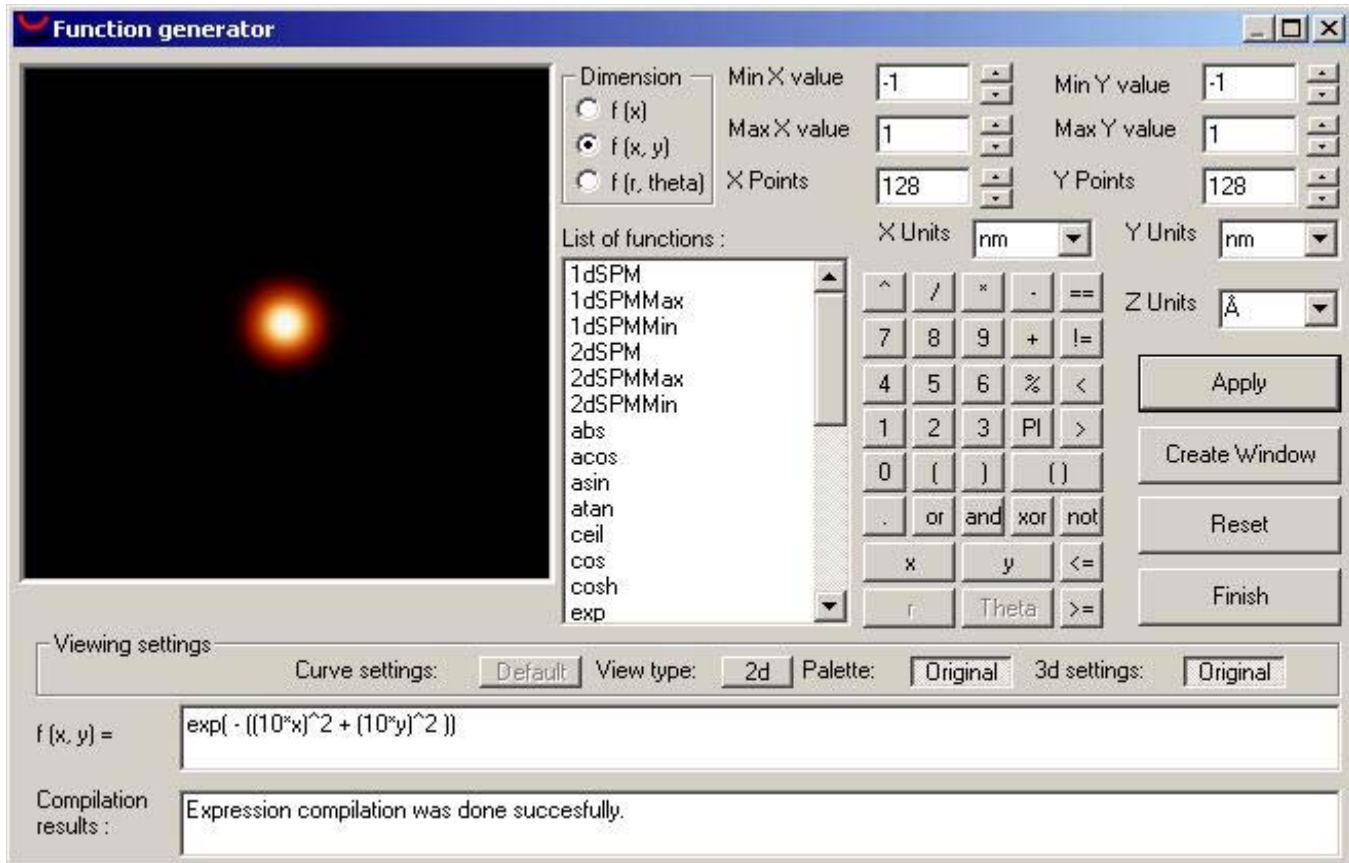 Function generator
Dimension
f (x)
f (x, y)
f (r, theta)
Min X value
-1
Max X value
1
X Points
128
Min Y value
-1
Max Y value
1
Y Points
128
X Units
nm
Y Units
nm
Z Units
Å
List of functions :
1dSPM
1dSPMMax
1dSPMMin
2dSPM
2dSPMMax
2dSPMMin
abs
acos
asin
atan
ceil
cos
cosh
exp
^ / * - ==
7 8 9 + !=
4 5 6 % <
1 2 3 PI >
0 ( ) ( )
. or and xor not
x y <=
r Theta >=
Apply
Create Window
Reset
Finish
Viewing settings
Curve settings: Default View type: 2d Palette: Original 3d settings: Original
f (x, y) =
exp( - ((10*x)^2 + (10*y)^2 ))
Compilation
results :
Expression compilation was done succesfully.